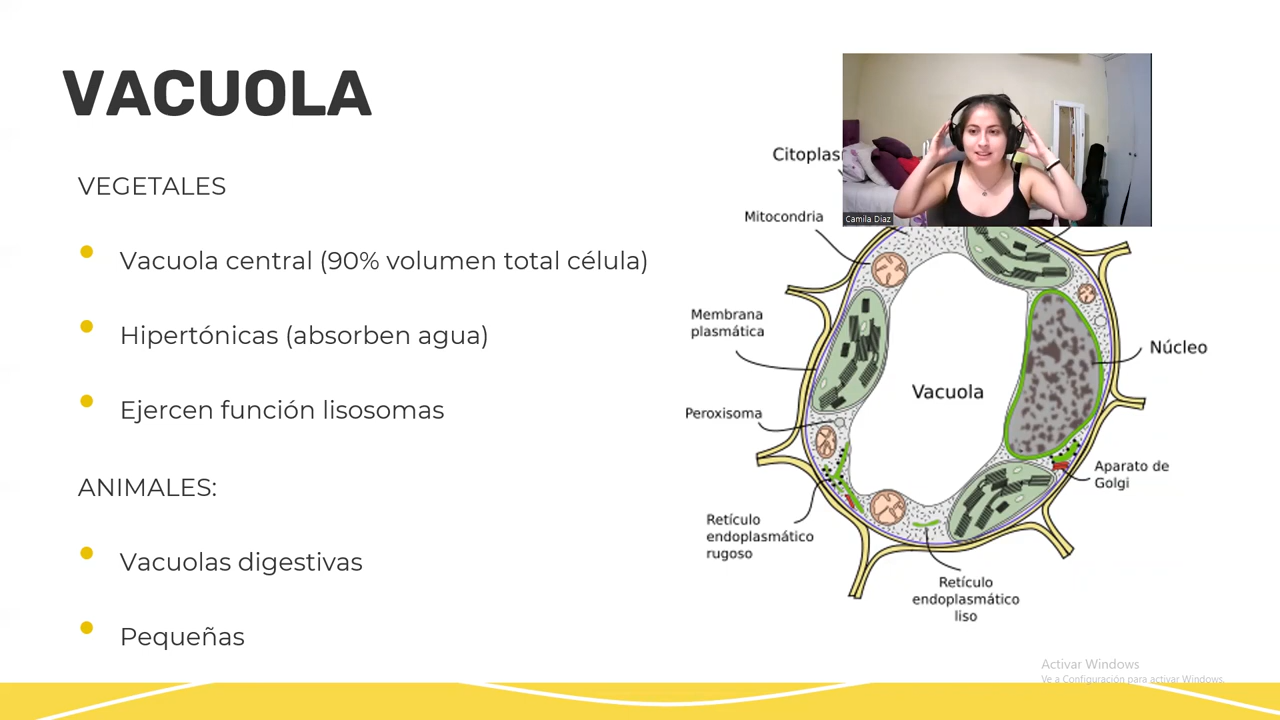 VACUOLA
VEGETALES
Vacuola central (90% volumen total célula)
Hipertónicas (absorben agua)
Ejercen función lisosomas
ANIMALES:
Vacuolas digestivas
Pequeñas
Camila Diaz
Citoplas
Mitocondria
Membrana
plasmática
Peroxisoma
Retículo
endoplasmático
rugoso
Vacuola
Núcleo
Aparato de
Golgi
Retículo
endoplasmático
liso
Activar Windows
Ve a Configuración para activar Windows.